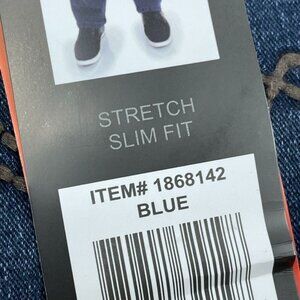 STRETCH
SLIM FIT
ITEM# 1868142
BLUE